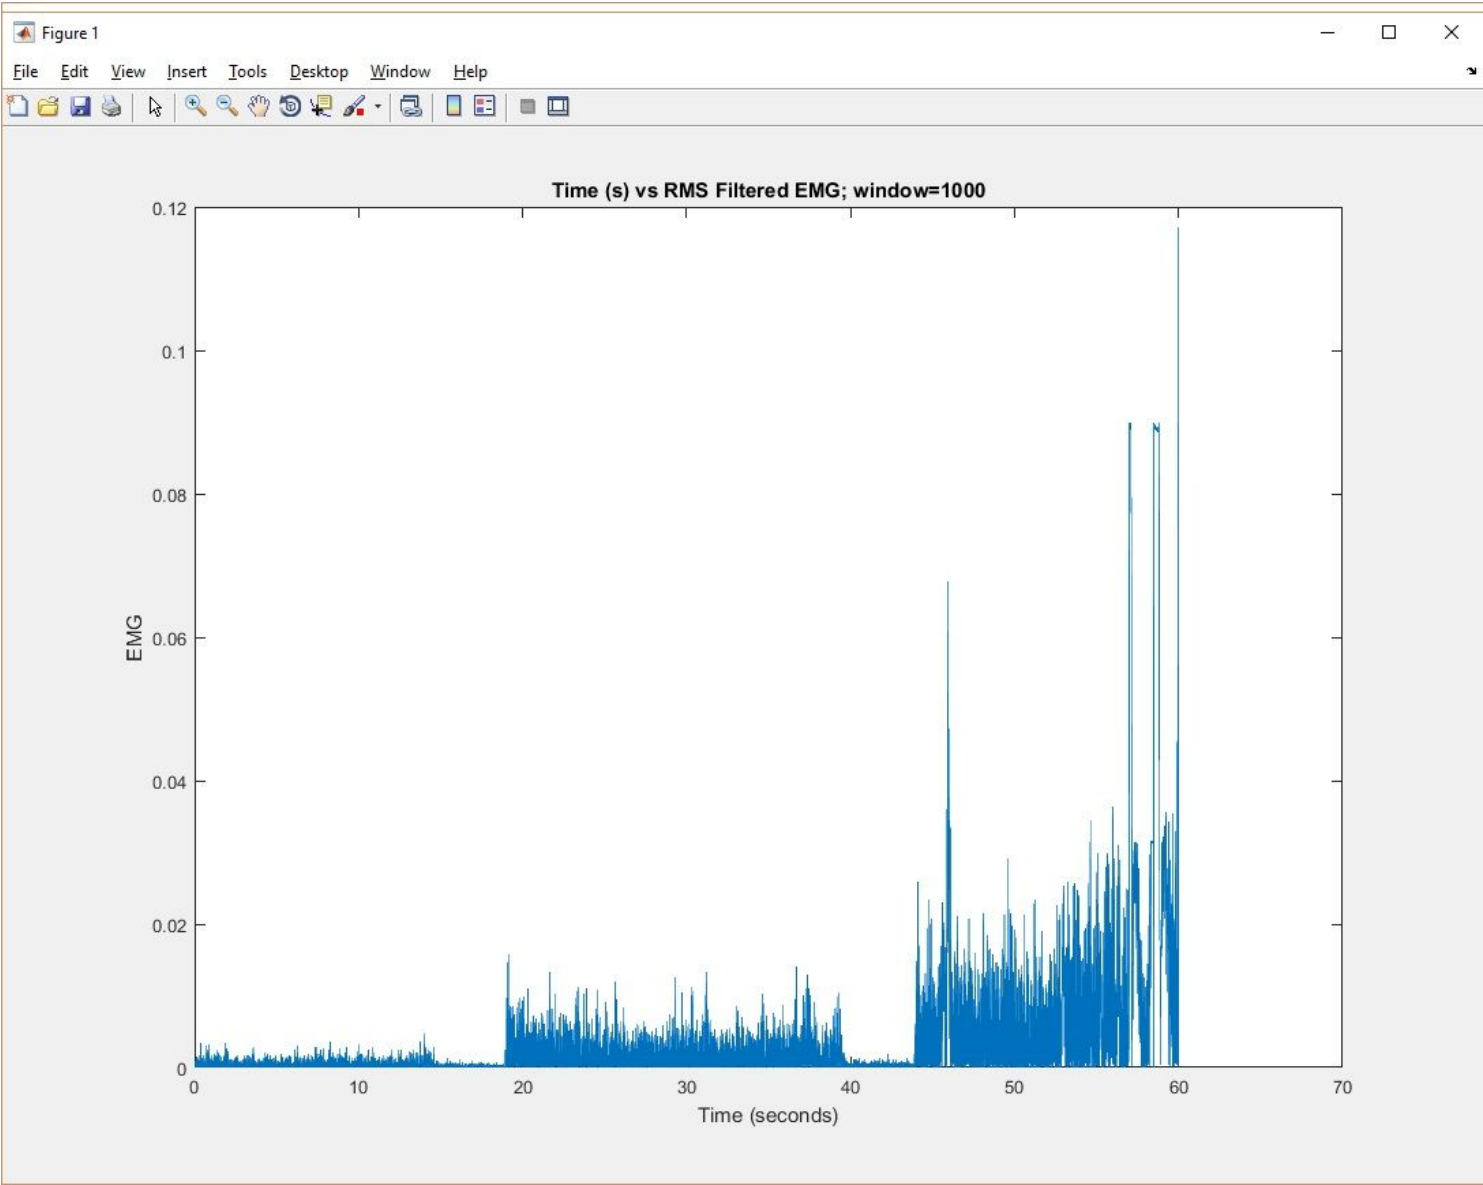 Figure 1
File Edit View Insert Tools Desktop Window Help
Time (s) vs RMS Filtered EMG; window=1000
0.12
0.1
0.08
0.06
0.04
0.02
0
EMG
0 10 20 30 40 50 60 70
Time (seconds)